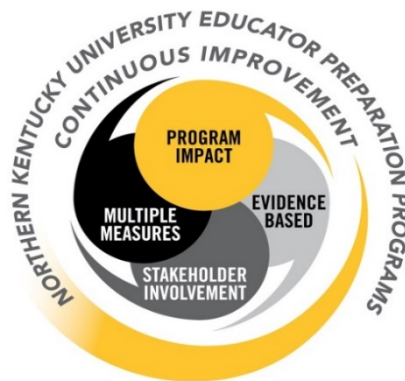 NORTHERN KENTUCKY UNIVERSITY EDUCATOR PREPARATION PROGRAMS
CONTINUOUS IMPROVEMENT
PROGRAM
IMPACT
MULTIPLE
MEASURES
EVIDENCE
BASED
STAKEHOLDER
INVOLVEMENT